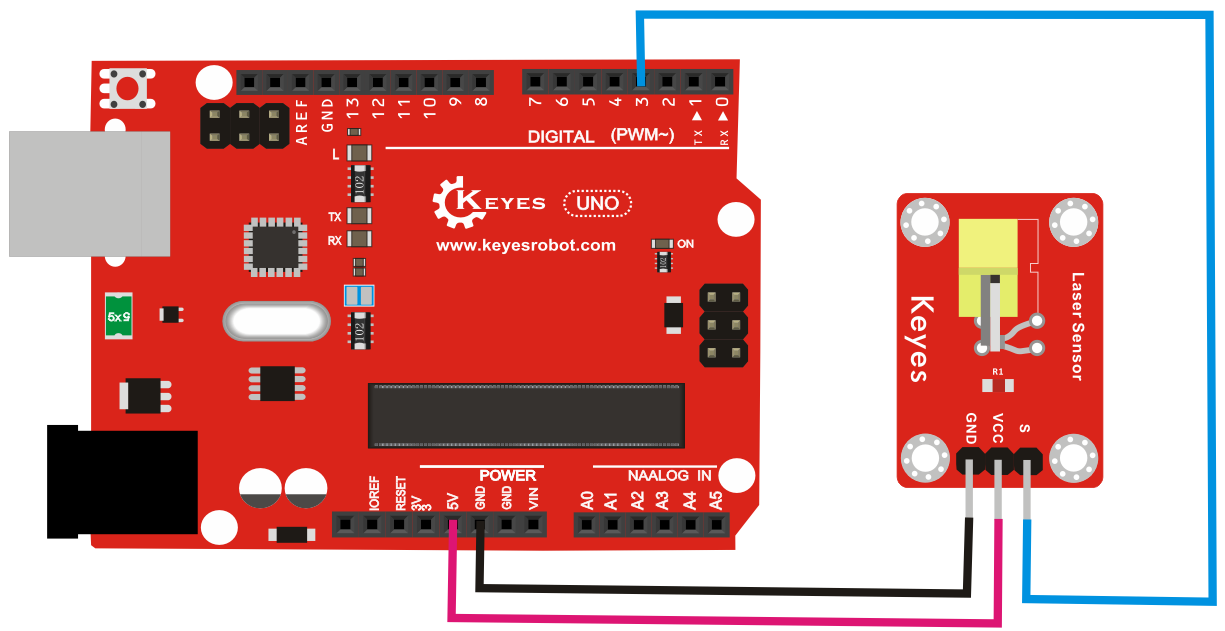 AREF
GND
13
12
11
10
9
8
7
6
5
4
3
2
TX ▶ 1
RX ▶ 0
DIGITAL (PWM~)
L
102
TX
RX
KEYES UNO
www.keyesrobot.com
ON
102
5x9
102
POWER
NAALOG IN
IOREF
RESET
3V
3
5V
GND
GND
VIN
A0
A1
A2
A3
A4
A5
Keyes
Laser Sensor
R1
GND
VCC
S